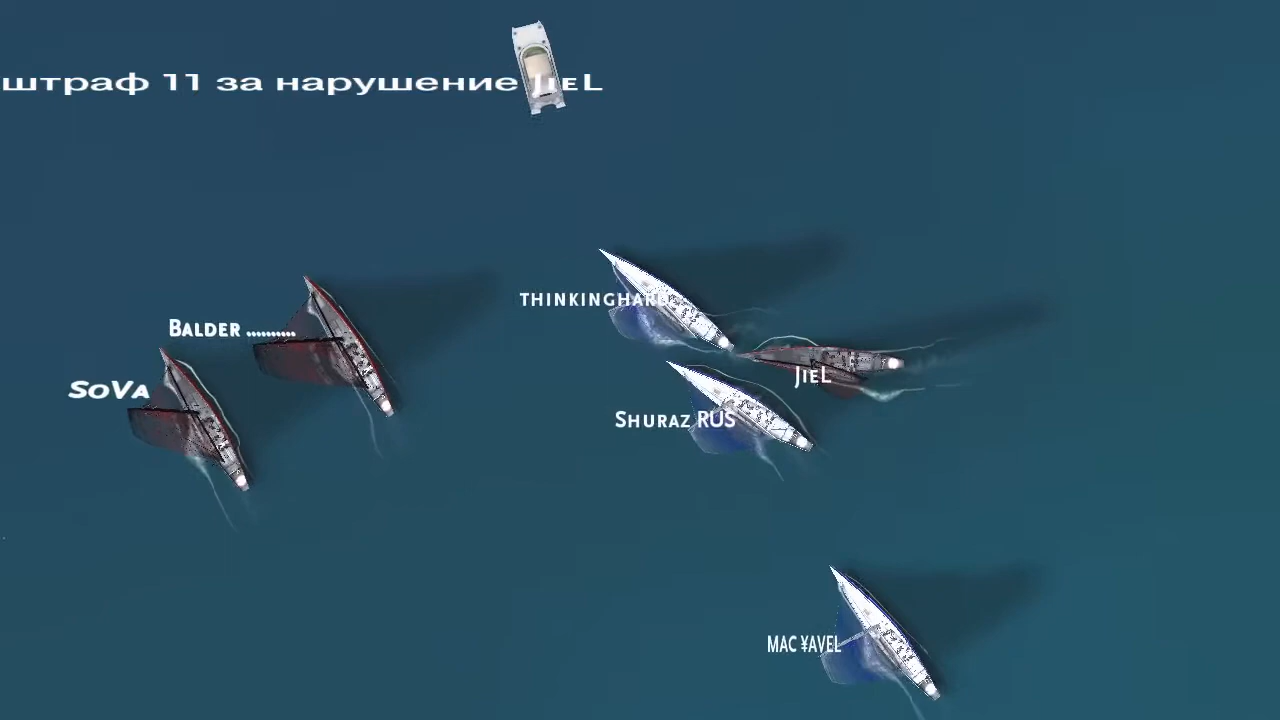 штраф 11 за нарушение JieL
THINKINGHARD
Balder ..........
JieL
SoVa
Shuraz RUS
MAC ¥AVEL